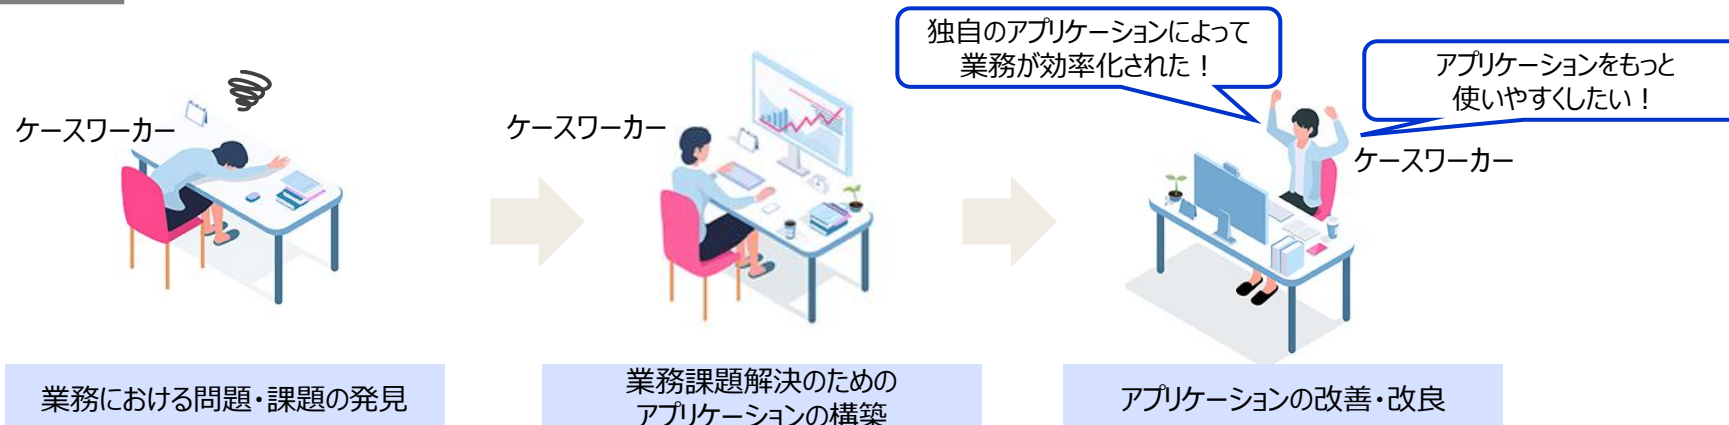 独自のアプリケーションによって
業務が効率化された！
アプリケーションをもっと
使いやすくしたい！
ケースワーカー
ケースワーカー
ケースワーカー
業務における問題・課題の発見
業務課題解決のための
アプリケーションの構築
アプリケーションの改善・改良